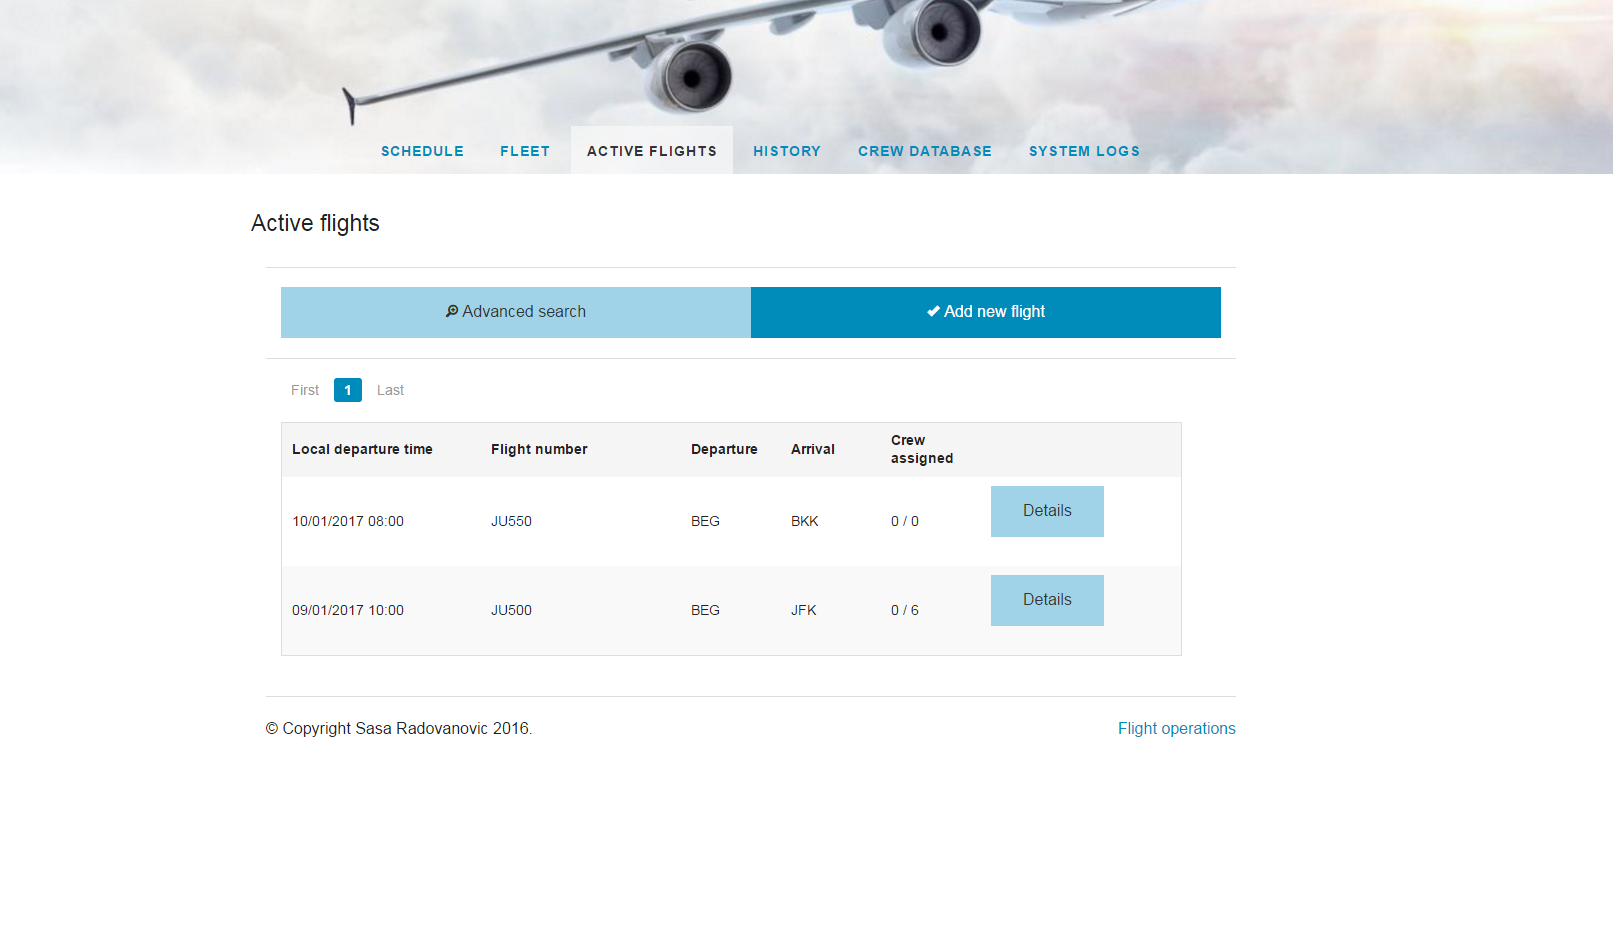 SCHEDULE FLEET ACTIVE FLIGHTS HISTORY CREW DATABASE SYSTEM LOGS
Active flights
Advanced search Add new flight
First 1 Last
Local departure time Flight number Departure Arrival Crew assigned
10/01/2017 08:00 JU550 BEG BKK 0 / 0 Details
09/01/2017 10:00 JU500 BEG JFK 0 / 6 Details
© Copyright Sasa Radovanovic 2016. Flight operations